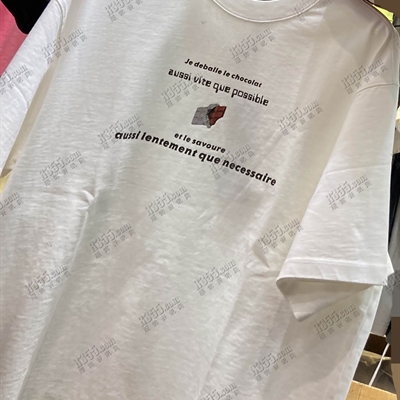 Je deballe le chocolat
aussi vite que possible
et le savoure
aussi lentement que necessaire